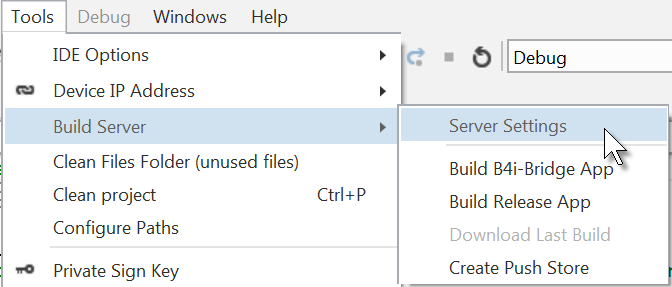 Tools Debug Windows Help
IDE Options
Device IP Address
Build Server
Clean Files Folder (unused files)
Clean project Ctrl+P
Configure Paths
Private Sign Key
Debug
Server Settings
Build B4i-Bridge App
Build Release App
Download Last Build
Create Push Store